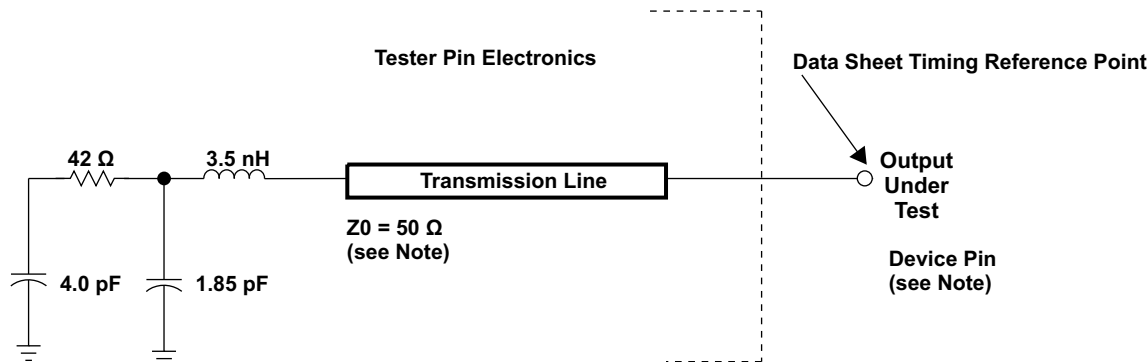 Tester Pin Electronics
Data Sheet Timing Reference Point
42 Ω
3.5 nH
Transmission Line
Output
Under
Test
Z0 = 50 Ω
(see Note)
4.0 pF
1.85 pF
Device Pin
(see Note)